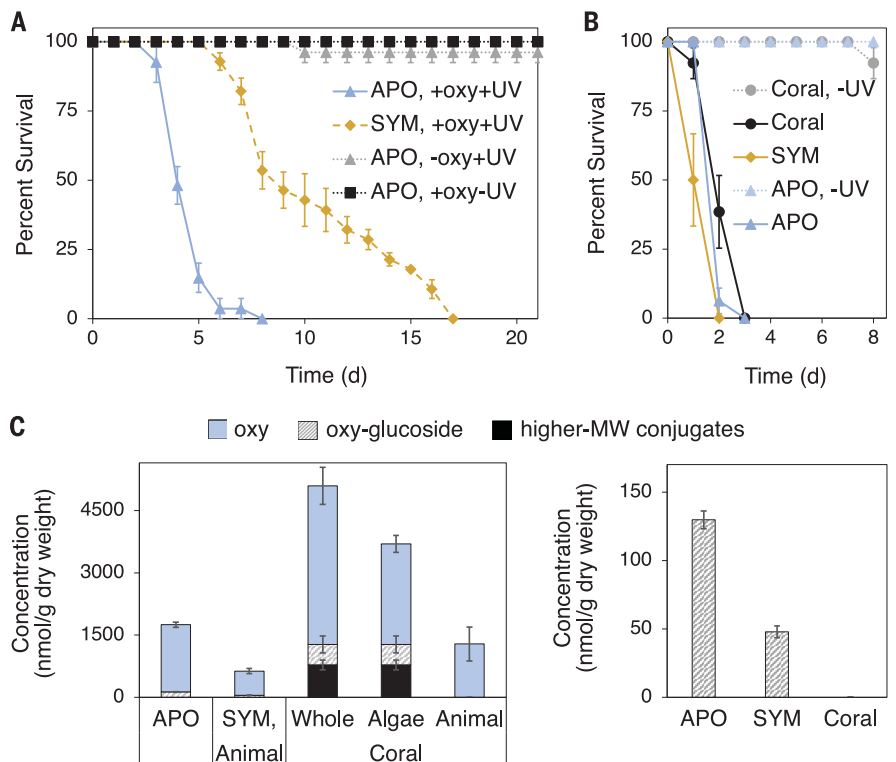 A
100
75
50
25
0
Percent Survival
0 5 10 15 20
Time (d)
APO, +oxy+UV
SYM, +oxy+UV
APO, -oxy+UV
APO, +oxy-UV
B
100
75
50
25
0
Percent Survival
0 2 4 6 8
Time (d)
Coral, -UV
Coral
SYM
APO, -UV
APO
C
oxy oxy-glucoside higher-MW conjugates
Concentration
(nmol/g dry weight)
4500
3000
1500
0
APO SYM, Whole Algae Animal
Animal Coral
Concentration
(nmol/g dry weight)
150
100
50
0
APO SYM Coral